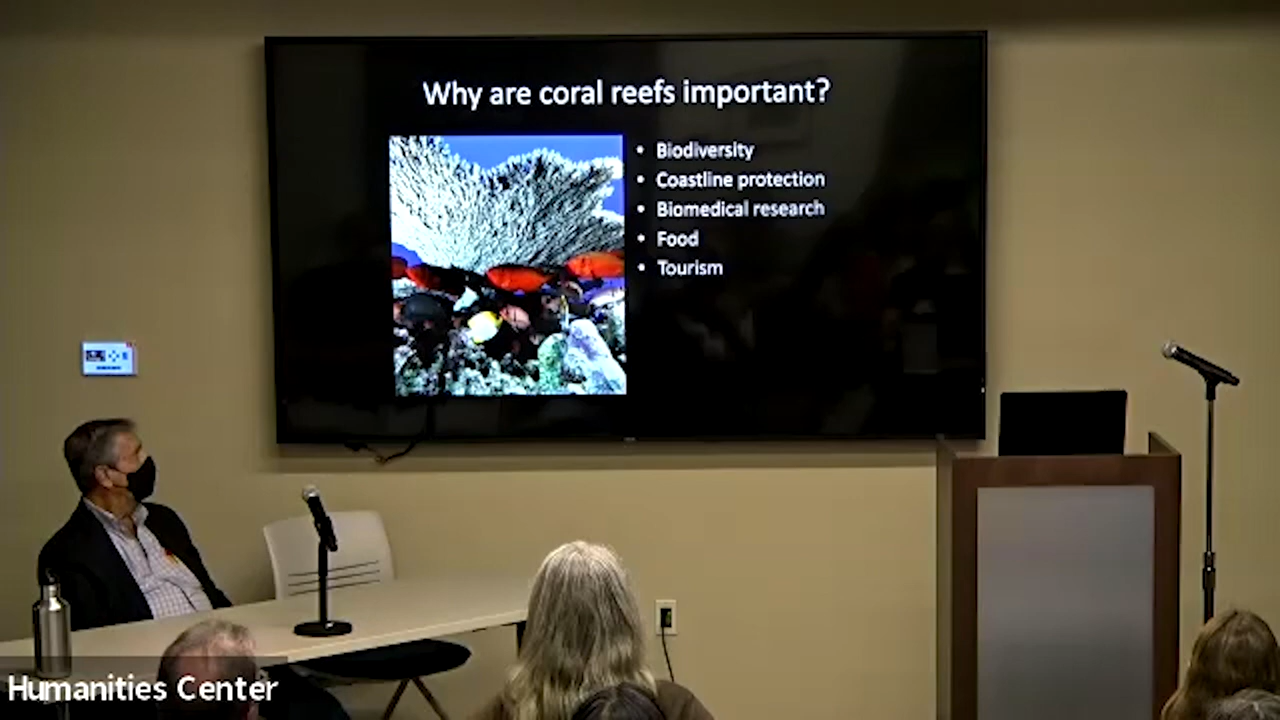 Why are coral reefs important?
• Biodiversity
• Coastline protection
• Biomedical research
• Food
• Tourism
Humanities Center